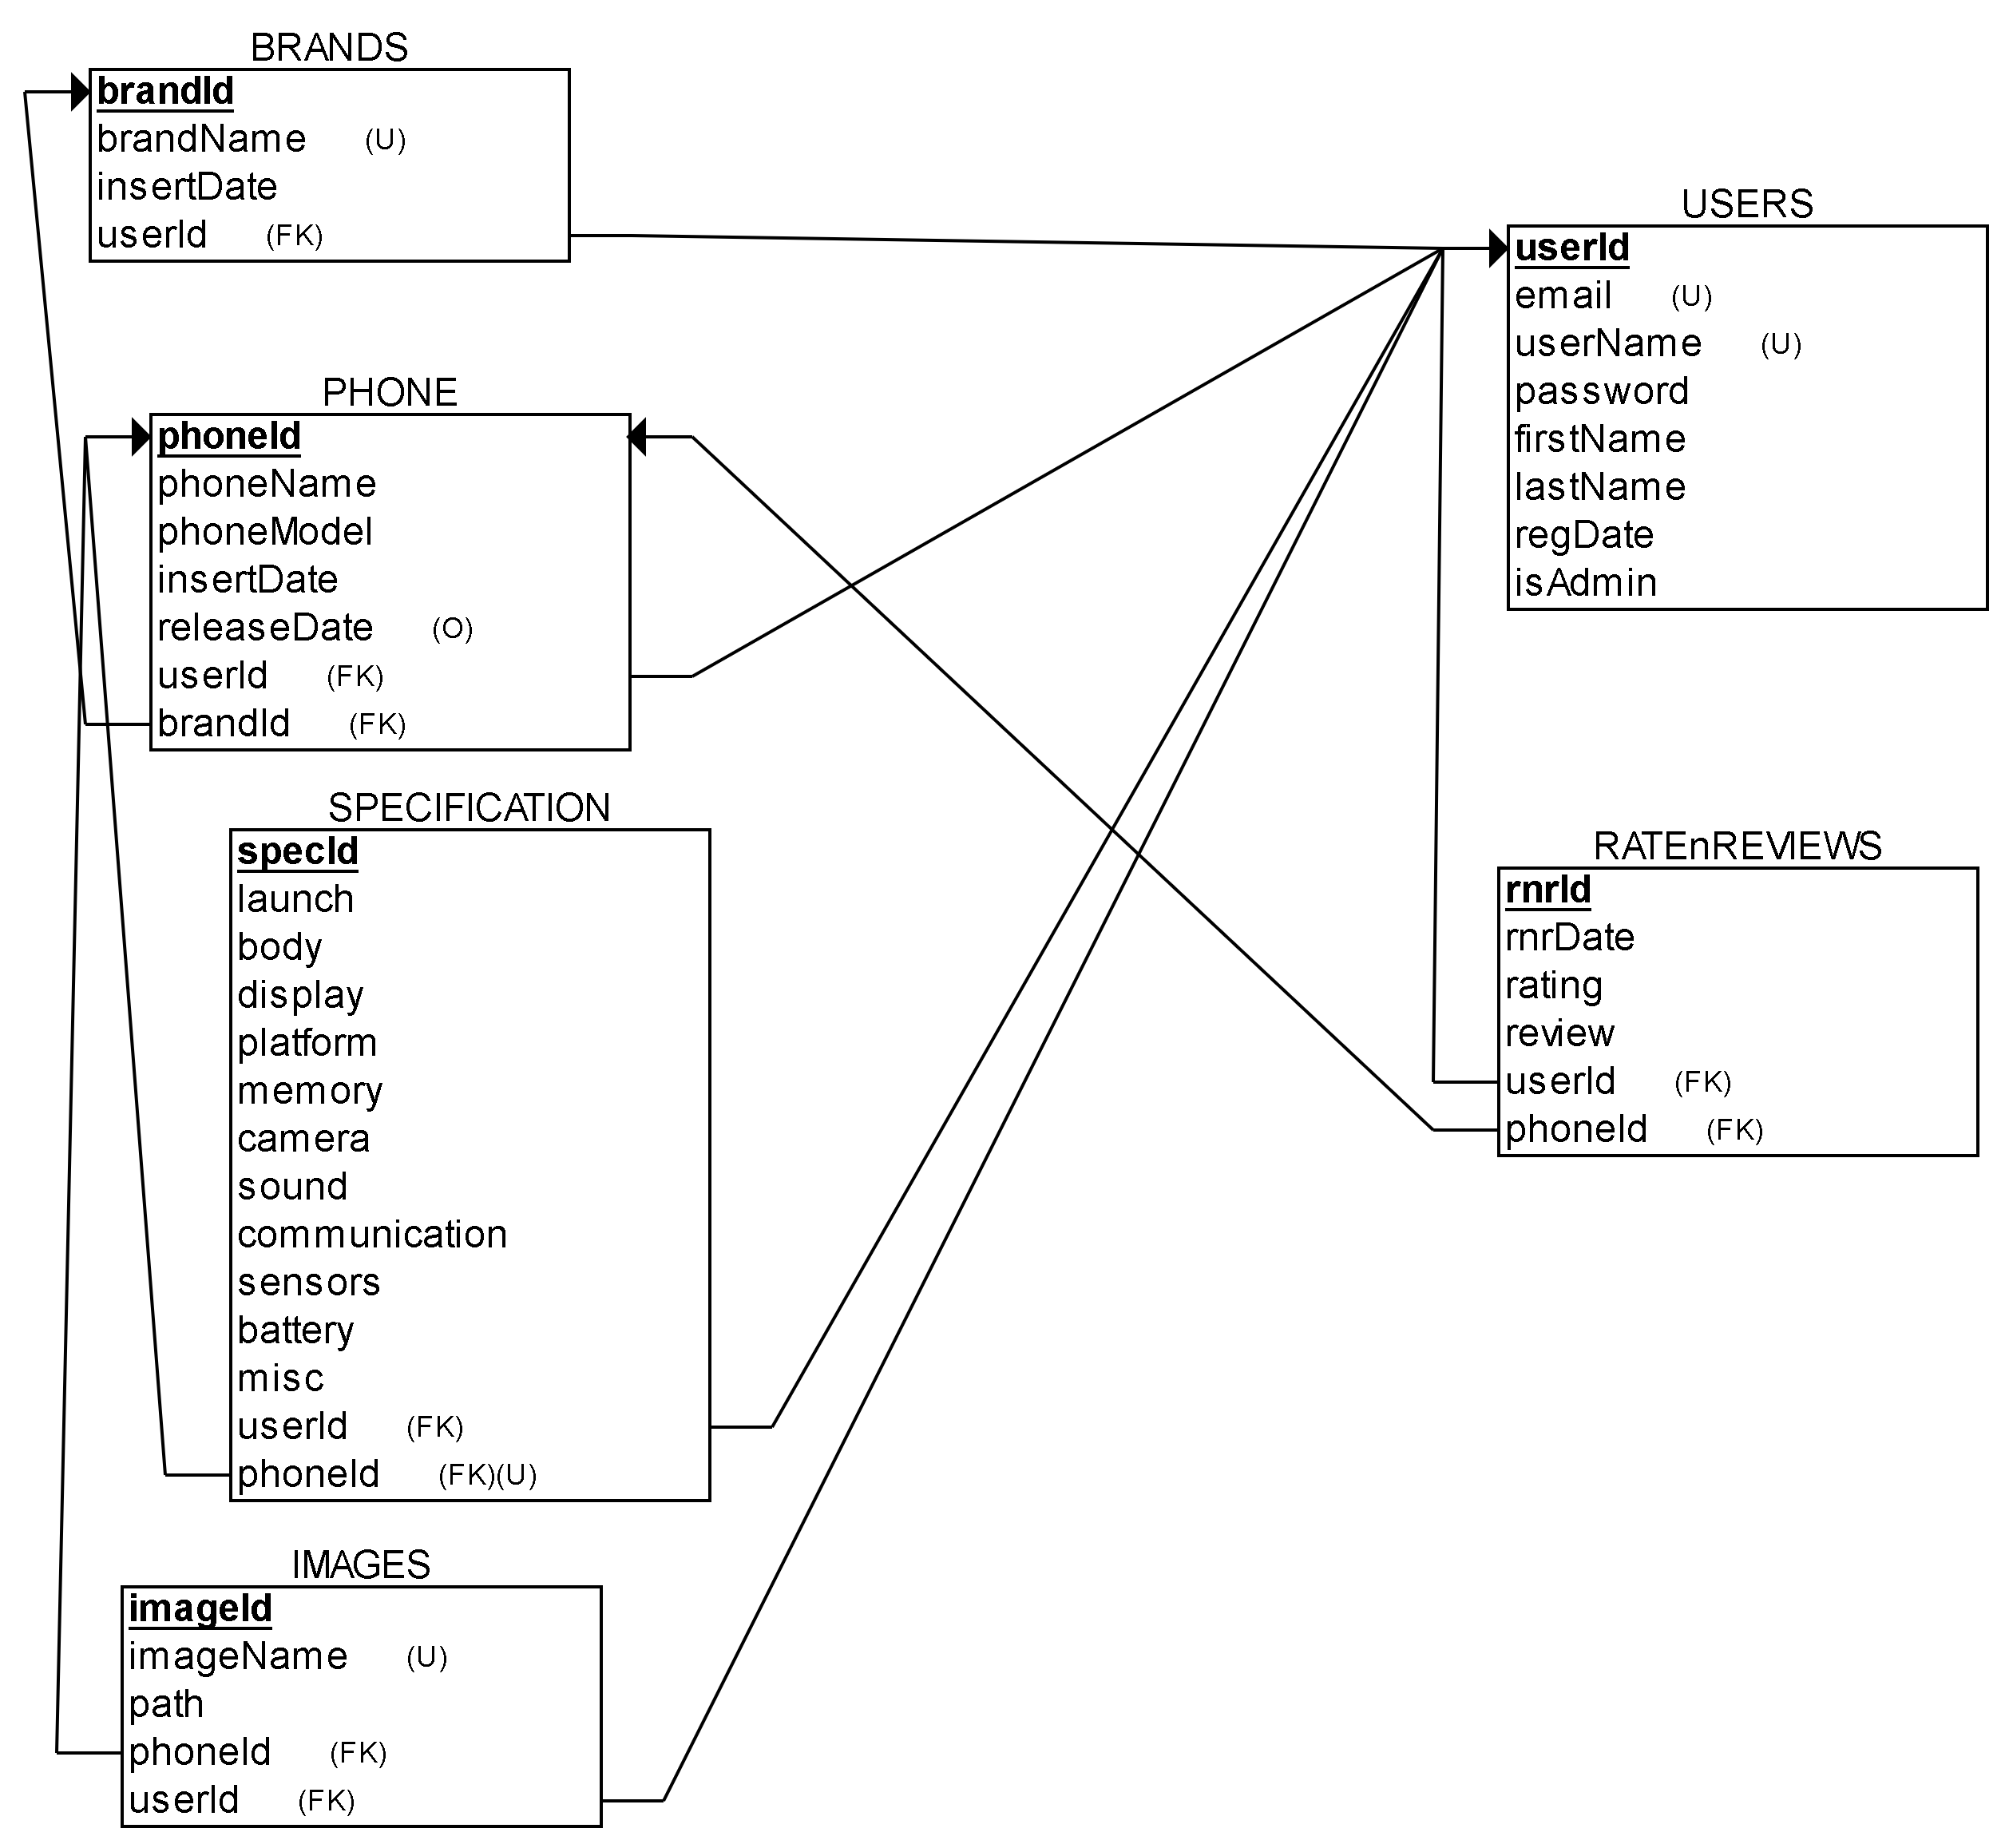 BRANDS
brandId
brandName (U)
insertDate
userId (FK)
USERS
userId
email (U)
userName (U)
password
firstName
lastName
regDate
isAdmin
PHONE
phoneId
phoneName
phoneModel
insertDate
releaseDate (O)
userId (FK)
brandId (FK)
SPECIFICATION
specId
launch
body
display
platform
memory
camera
sound
communication
sensors
battery
misc
userId (FK)
phoneId (FK)(U)
RATEnREVIEWS
rnrId
rnrDate
rating
review
userId (FK)
phoneId (FK)
IMAGES
imageId
imageName (U)
path
phoneId (FK)
userId (FK)